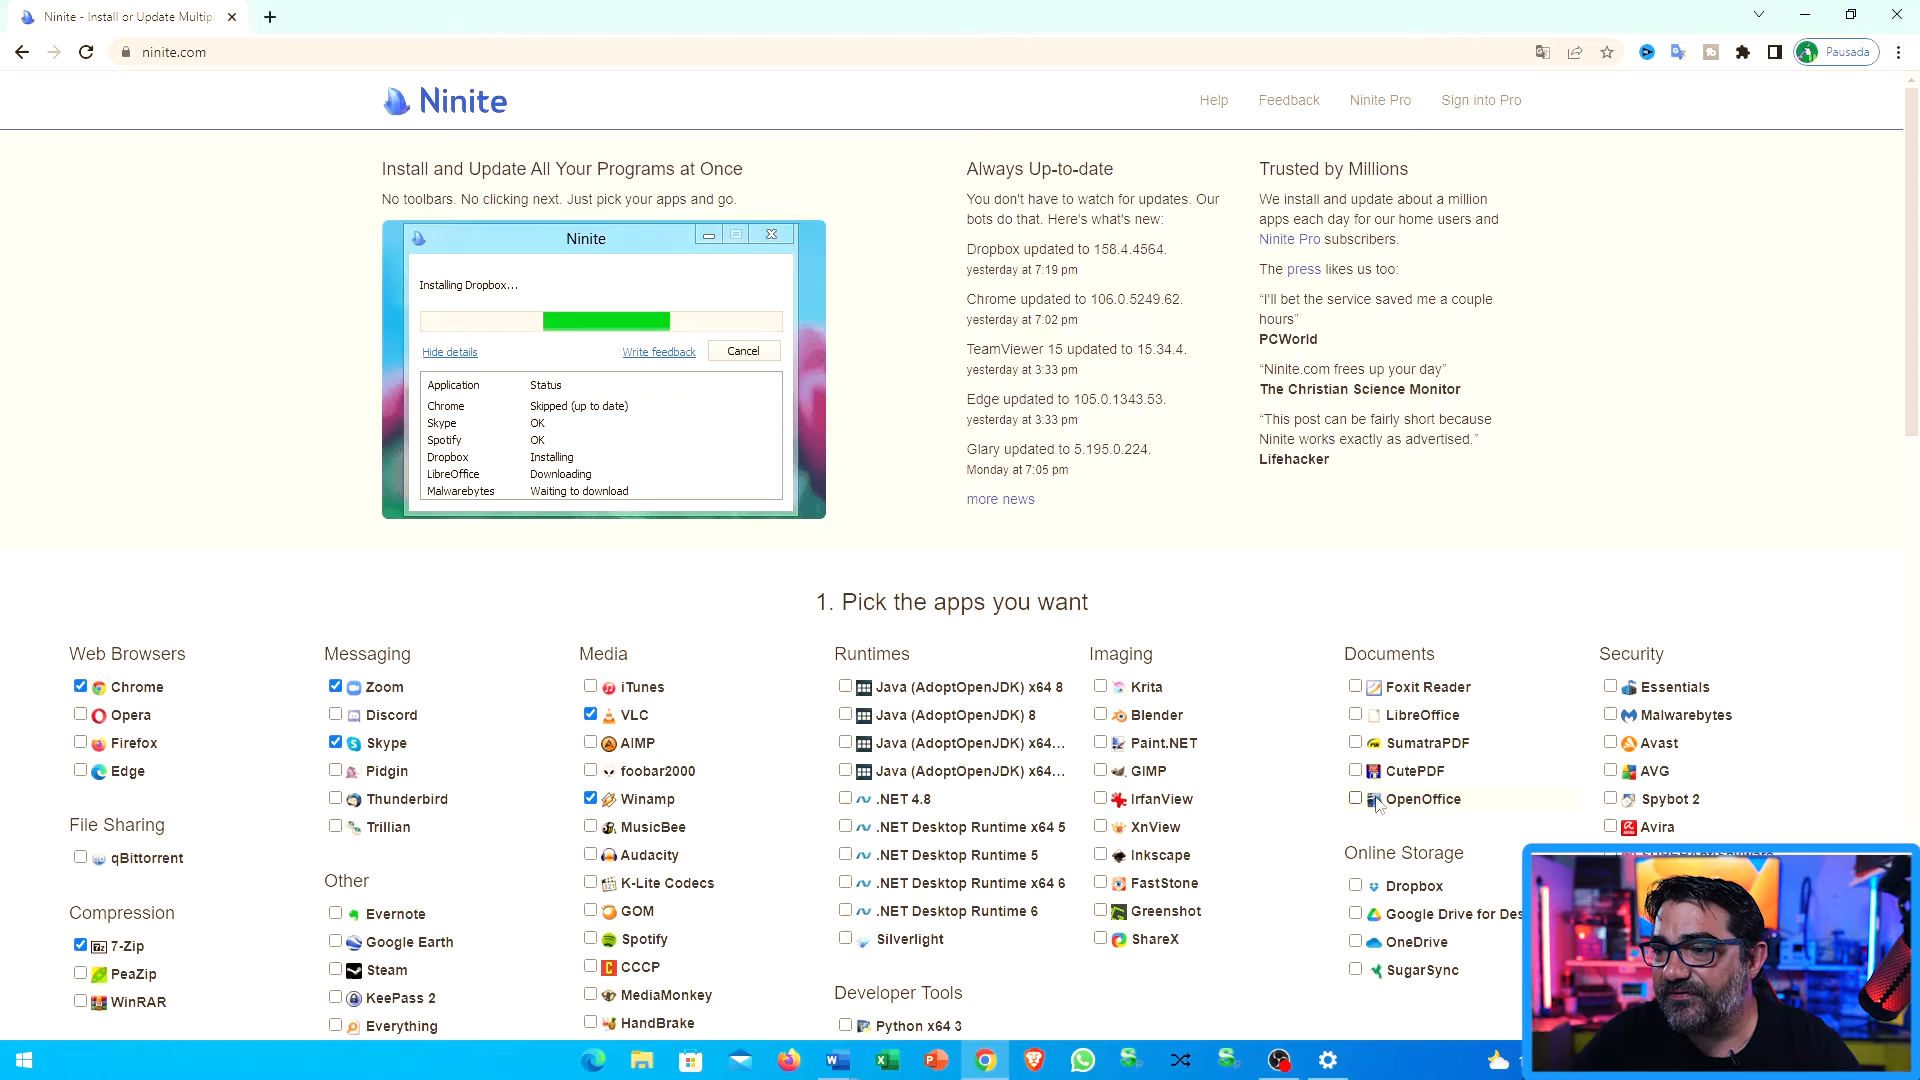 Ninite - Install or Update Multip
ninite.com
Pausada
Ninite
Help
Feedback
Ninite Pro
Sign into Pro
Install and Update All Your Programs at Once
No toolbars. No clicking next. Just pick your apps and go.
Ninite
Installing Dropbox...
Hide details
Write feedback
Cancel
Application Status
Chrome Skipped (up to date)
Skype OK
Spotify OK
Dropbox Installing
LibreOffice Downloading
Malwarebytes Waiting to download
Always Up-to-date
You don't have to watch for updates. Our
bots do that. Here's what's new:
Dropbox updated to 158.4.4564.
yesterday at 7:19 pm
Chrome updated to 106.0.5249.62.
yesterday at 7:02 pm
TeamViewer 15 updated to 15.34.4.
yesterday at 3:33 pm
Edge updated to 105.0.1343.53.
yesterday at 3:33 pm
Glary updated to 5.195.0.224.
Monday at 7:05 pm
more news
Trusted by Millions
We install and update about a million
apps each day for our home users and
Ninite Pro subscribers.
The press likes us too:
“I'll bet the service saved me a couple
hours”
PCWorld
“Ninite.com frees up your day”
The Christian Science Monitor
“This post can be fairly short because
Ninite works exactly as advertised.”
Lifehacker
1. Pick the apps you want
Web Browsers
Chrome
Opera
Firefox
Edge
File Sharing
qBittorrent
Compression
7-Zip
PeaZip
WinRAR
Messaging
Zoom
Discord
Skype
Pidgin
Thunderbird
Trillian
Other
Evernote
Google Earth
Steam
KeePass 2
Everything
Media
iTunes
VLC
AIMP
foobar2000
Winamp
MusicBee
Audacity
K-Lite Codecs
GOM
Spotify
CCCP
MediaMonkey
HandBrake
Runtimes
Java (AdoptOpenJDK) x64 8
Java (AdoptOpenJDK) 8
Java (AdoptOpenJDK) x64...
Java (AdoptOpenJDK) x64...
.NET 4.8
.NET Desktop Runtime x64 5
.NET Desktop Runtime 5
.NET Desktop Runtime x64 6
.NET Desktop Runtime 6
Silverlight
Developer Tools
Python x64 3
Imaging
Krita
Blender
Paint.NET
GIMP
IrfanView
XnView
Inkscape
FastStone
Greenshot
ShareX
Documents
Foxit Reader
LibreOffice
SumatraPDF
CutePDF
OpenOffice
Online Storage
Dropbox
Google Drive for Des
OneDrive
SugarSync
Security
Essentials
Malwarebytes
Avast
AVG
Spybot 2
Avira